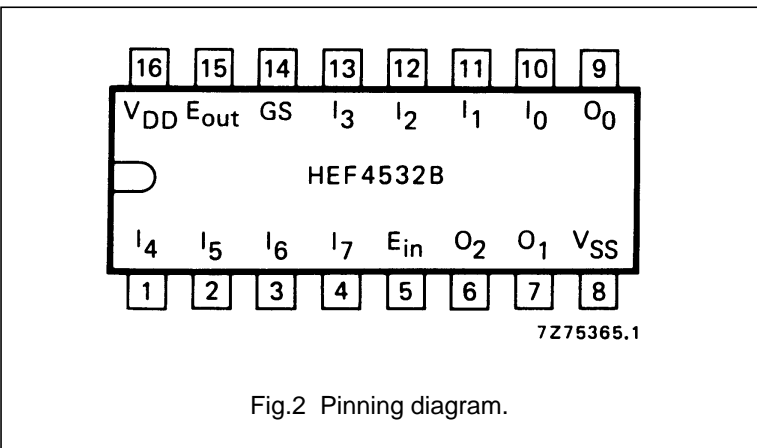 16 15 14 13 12 11 10 9
VDD Eout GS I3 I2 I1 I0 O0
HEF4532B
I4 I5 I6 I7 Ein O2 O1 VSS
1 2 3 4 5 6 7 8
7Z75365.1
Fig.2 Pinning diagram.